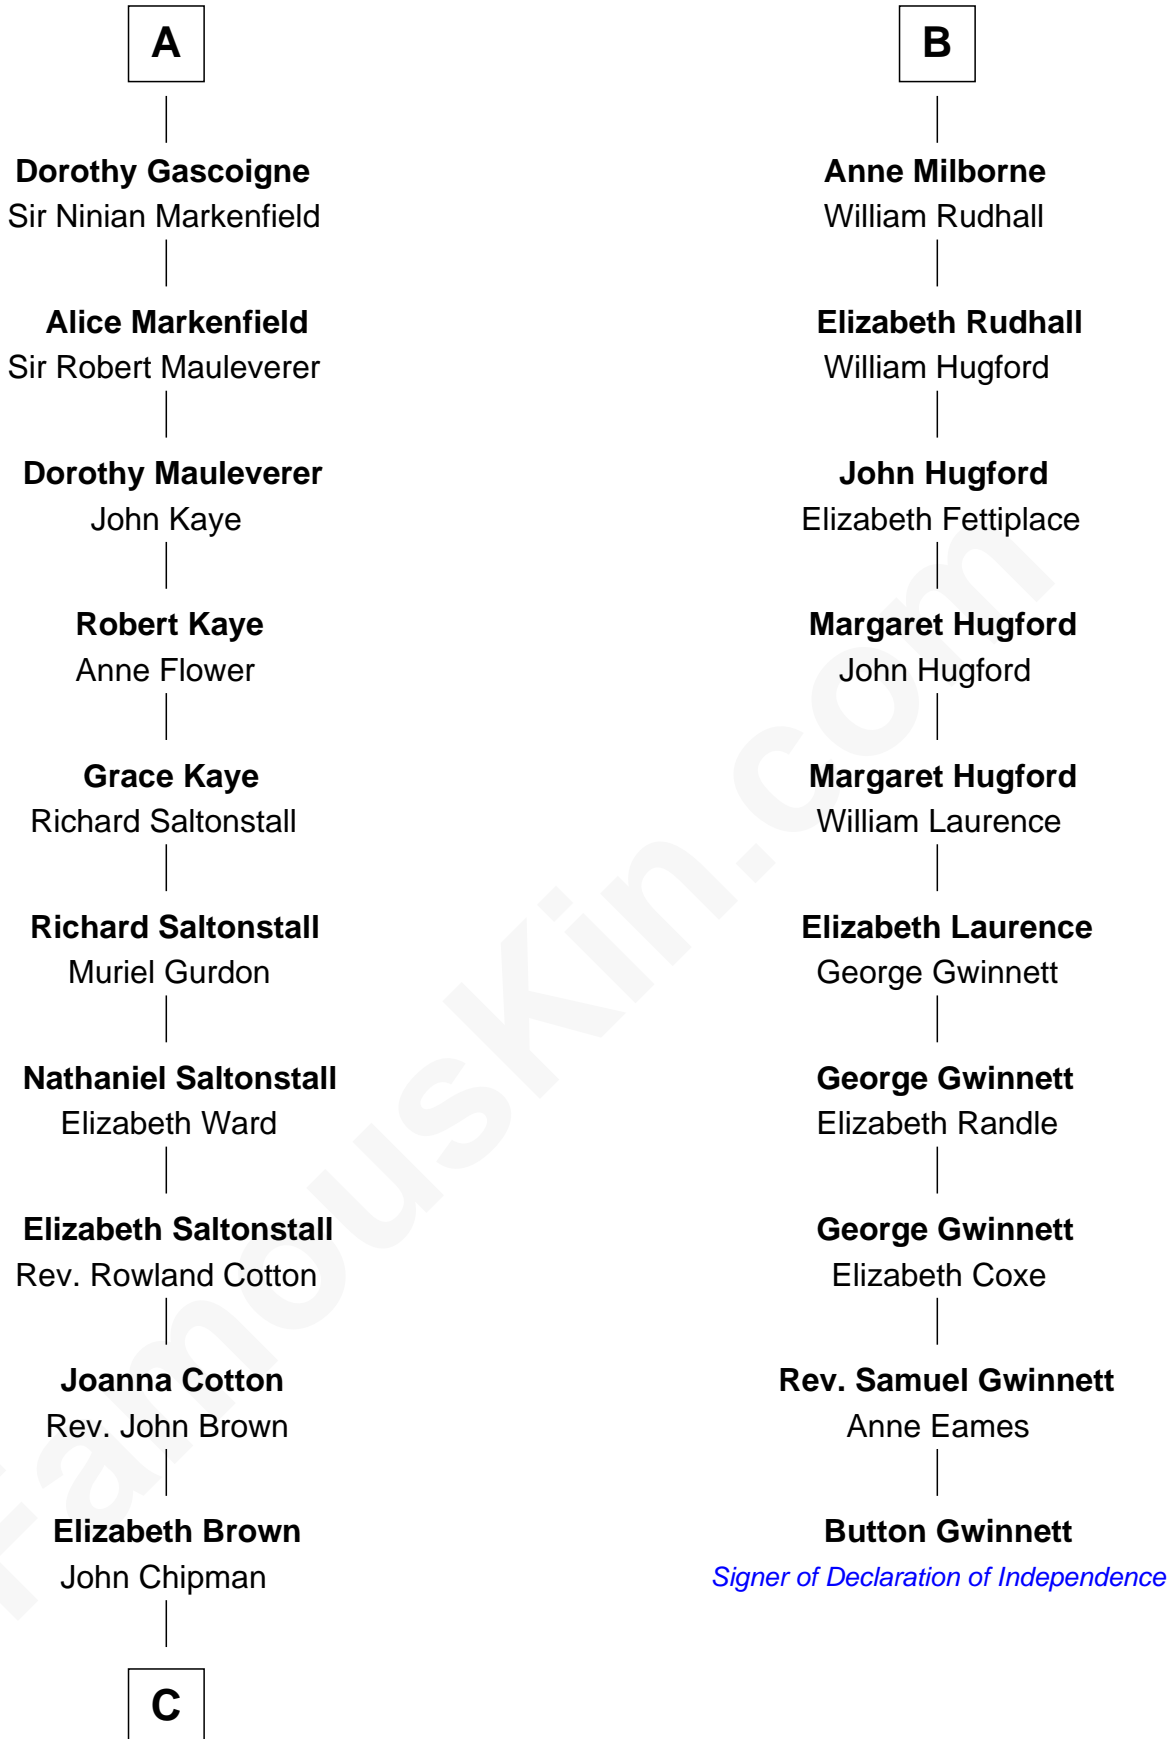 A
Dorothy Gascoigne
Sir Ninian Markenfield
Alice Markenfield
Sir Robert Mauleverer
Dorothy Mauleverer
John Kaye
Robert Kaye
Anne Flower
Grace Kaye
Richard Saltonstall
Richard Saltonstall
Muriel Gurdon
Nathaniel Saltonstall
Elizabeth Ward
Elizabeth Saltonstall
Rev. Rowland Cotton
Joanna Cotton
Rev. John Brown
Elizabeth Brown
John Chipman
C
B
Anne Milborne
William Rudhall
Elizabeth Rudhall
William Hugford
John Hugford
Elizabeth Fettiplace
Margaret Hugford
John Hugford
Margaret Hugford
William Laurence
Elizabeth Laurence
George Gwinnett
George Gwinnett
Elizabeth Randle
George Gwinnett
Elizabeth Coxe
Rev. Samuel Gwinnett
Anne Eames
Button Gwinnett
Signer of Declaration of Independence
FamousKin.com